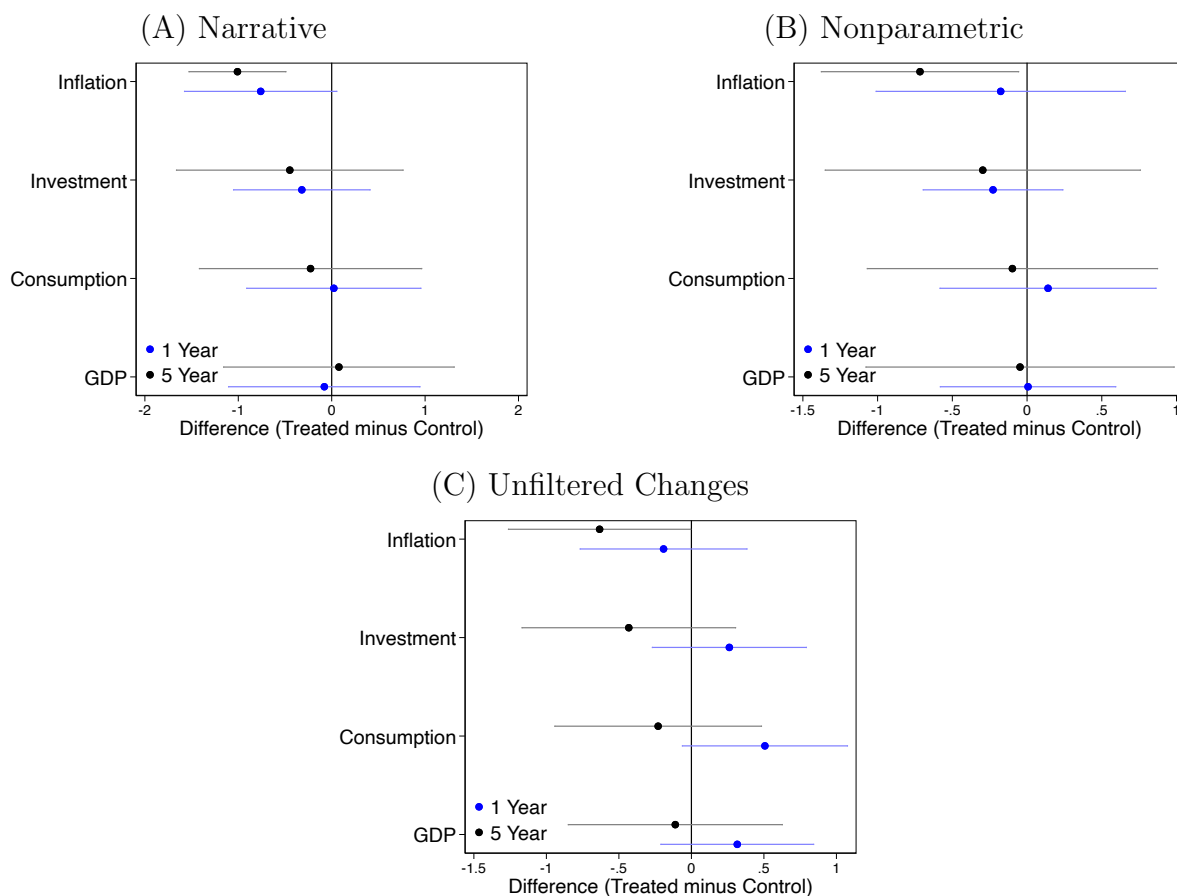 (A) Narrative
Inflation
Investment
Consumption
GDP
1 Year
5 Year
-2 -1 0 1 2
Difference (Treated minus Control)
(B) Nonparametric
Inflation
Investment
Consumption
GDP
1 Year
5 Year
-1.5 -1 -.5 0 .5 1
Difference (Treated minus Control)
(C) Unfiltered Changes
Inflation
Investment
Consumption
GDP
1 Year
5 Year
-1.5 -1 -.5 0 .5 1
Difference (Treated minus Control)